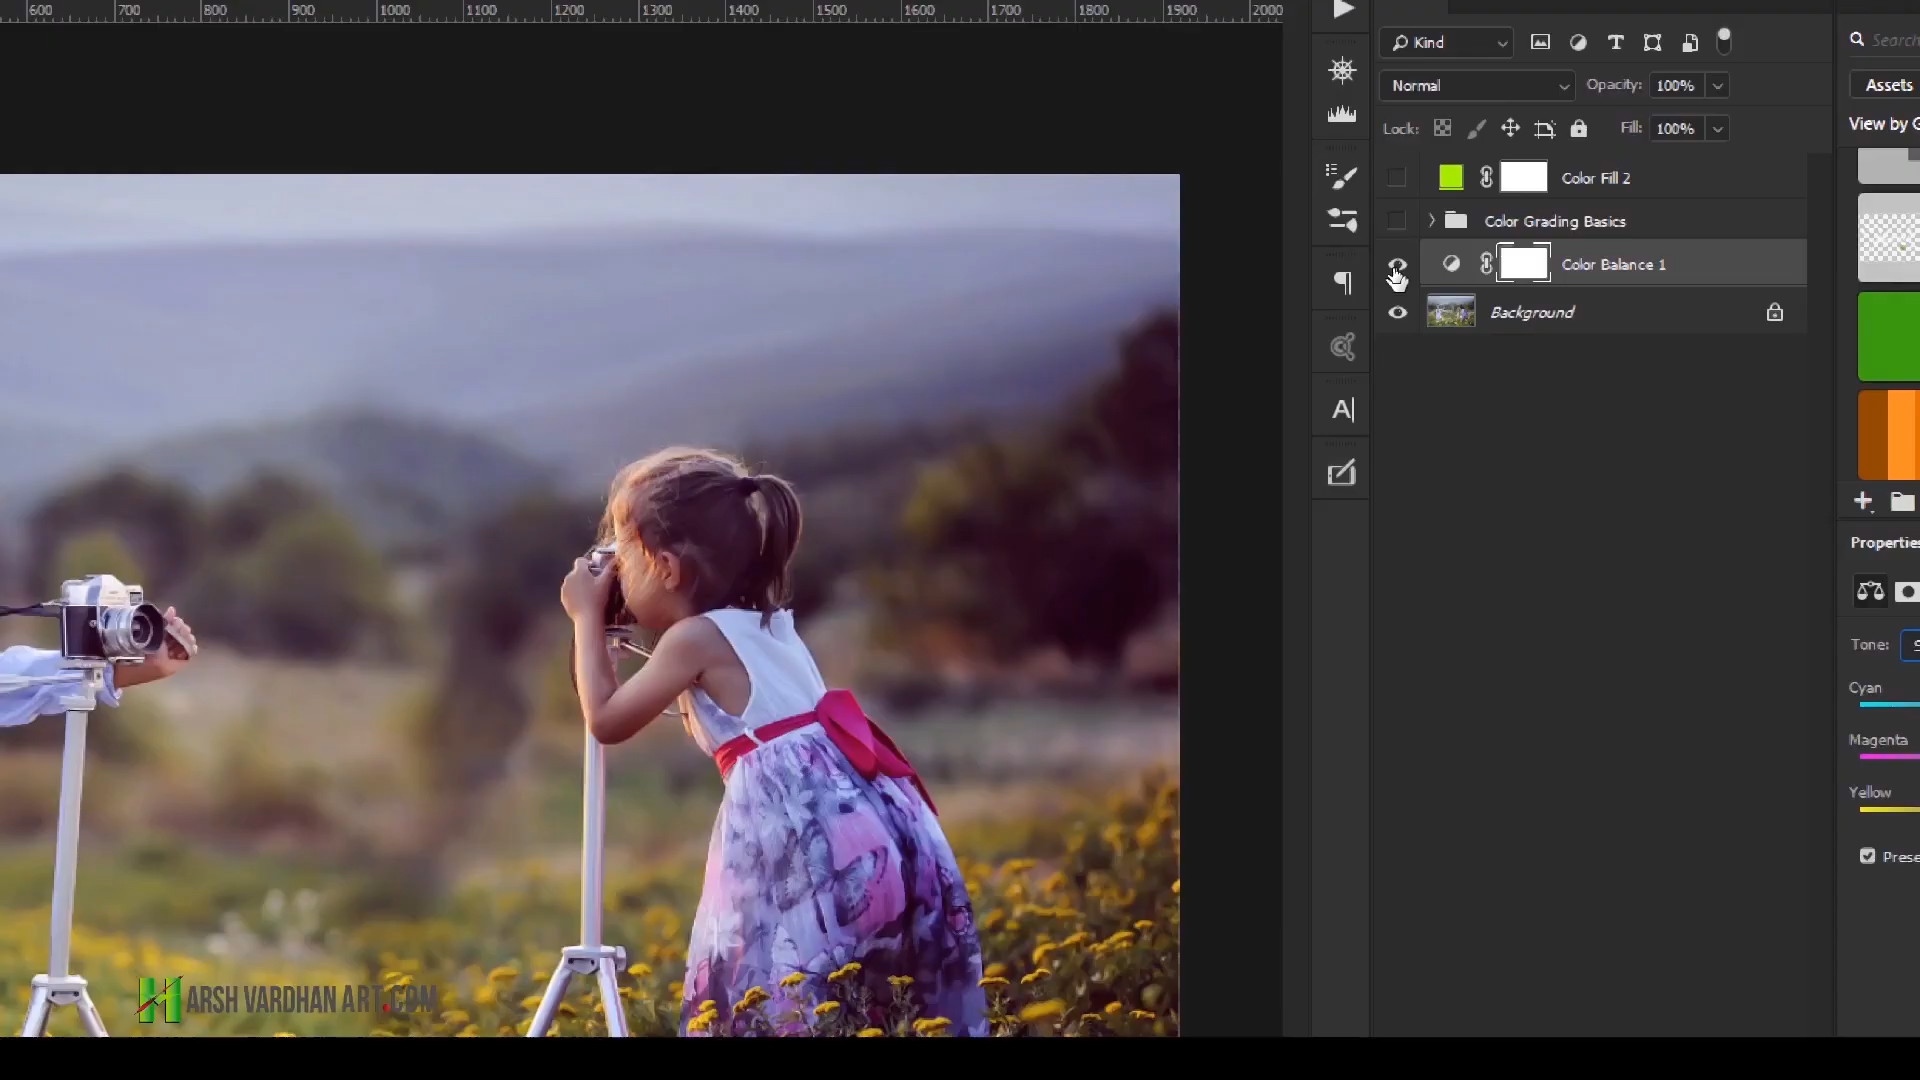 600 700 800 900 1000 1100 1200 1300 1400 1500 1600 1700 1800 1900 2000
Kind
Normal Opacity: 100%
Lock: Fill: 100%
Color Fill 2
Color Grading Basics
Color Balance 1
Background
Search
Assets
View by
A
Properties
Tone:
Cyan
Magenta
Yellow
HARSH VARDHAN ART.COM